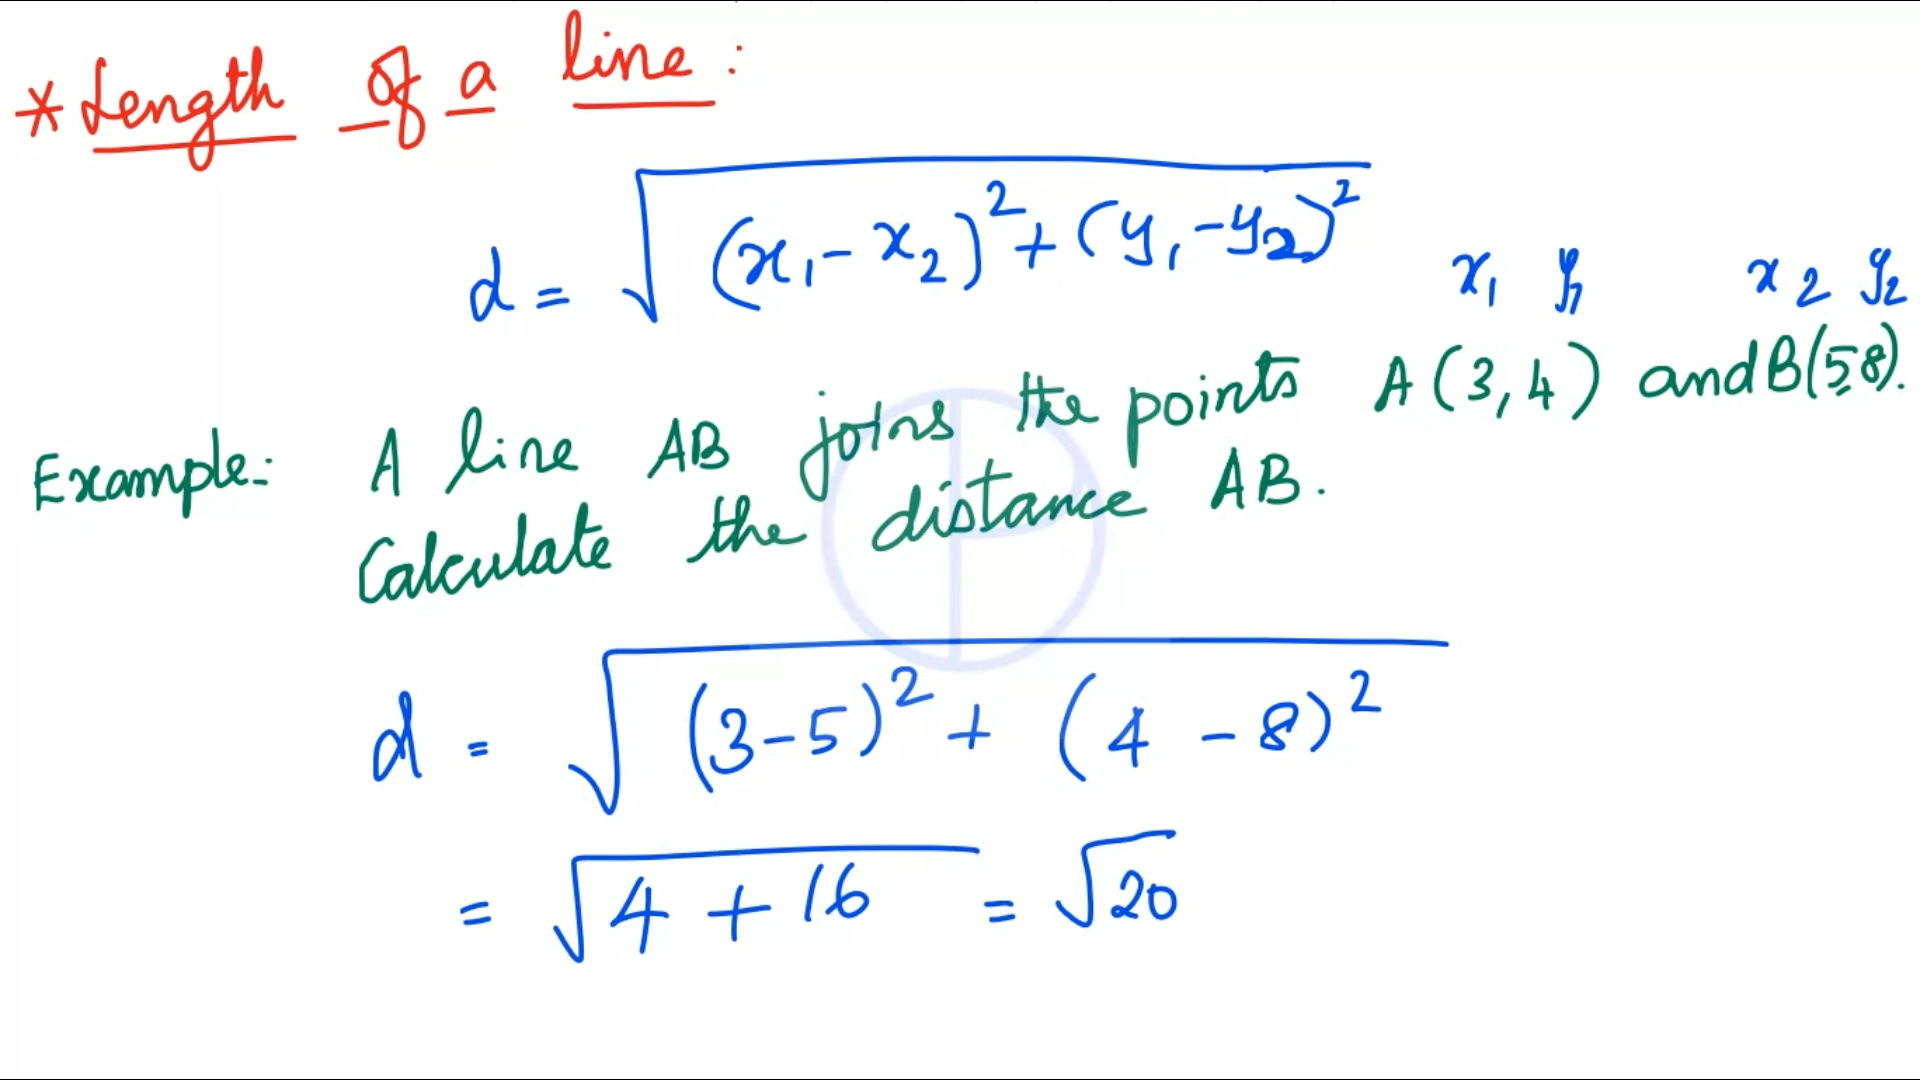 * Length of a line :
d = √(x₁ - x₂)² + (y₁ - y₂)²
x₁ y₁ x₂ y₂
Example:- A line AB joins the points A (3, 4) and B(5,8).
Calculate the distance AB.
d = √(3 - 5)² + (4 - 8)²
= √4 + 16 = √20